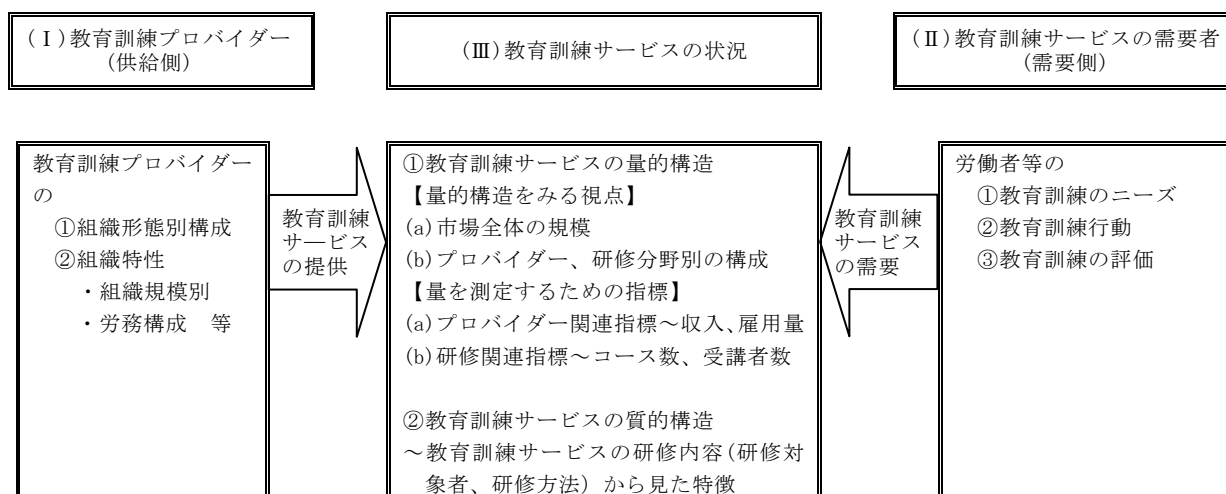 (Ⅰ)教育訓練プロバイダー
(供給側)
(Ⅲ)教育訓練サービスの状況
(Ⅱ)教育訓練サービスの需要者
(需要側)
教育訓練プロバイダー
の
①組織形態別構成
②組織特性
・組織規模別
・労務構成 等
教育訓練
サービス
の提供
①教育訓練サービスの量的構造
【量的構造をみる視点】
(a)市場全体の規模
(b)プロバイダー、研修分野別の構成
【量を測定するための指標】
(a)プロバイダー関連指標～収入、雇用量
(b)研修関連指標～コース数、受講者数
②教育訓練サービスの質的構造
～教育訓練サービスの研修内容(研修対
象者、研修方法)から見た特徴
教育訓練
サービス
の需要
労働者等の
①教育訓練のニーズ
②教育訓練行動
③教育訓練の評価